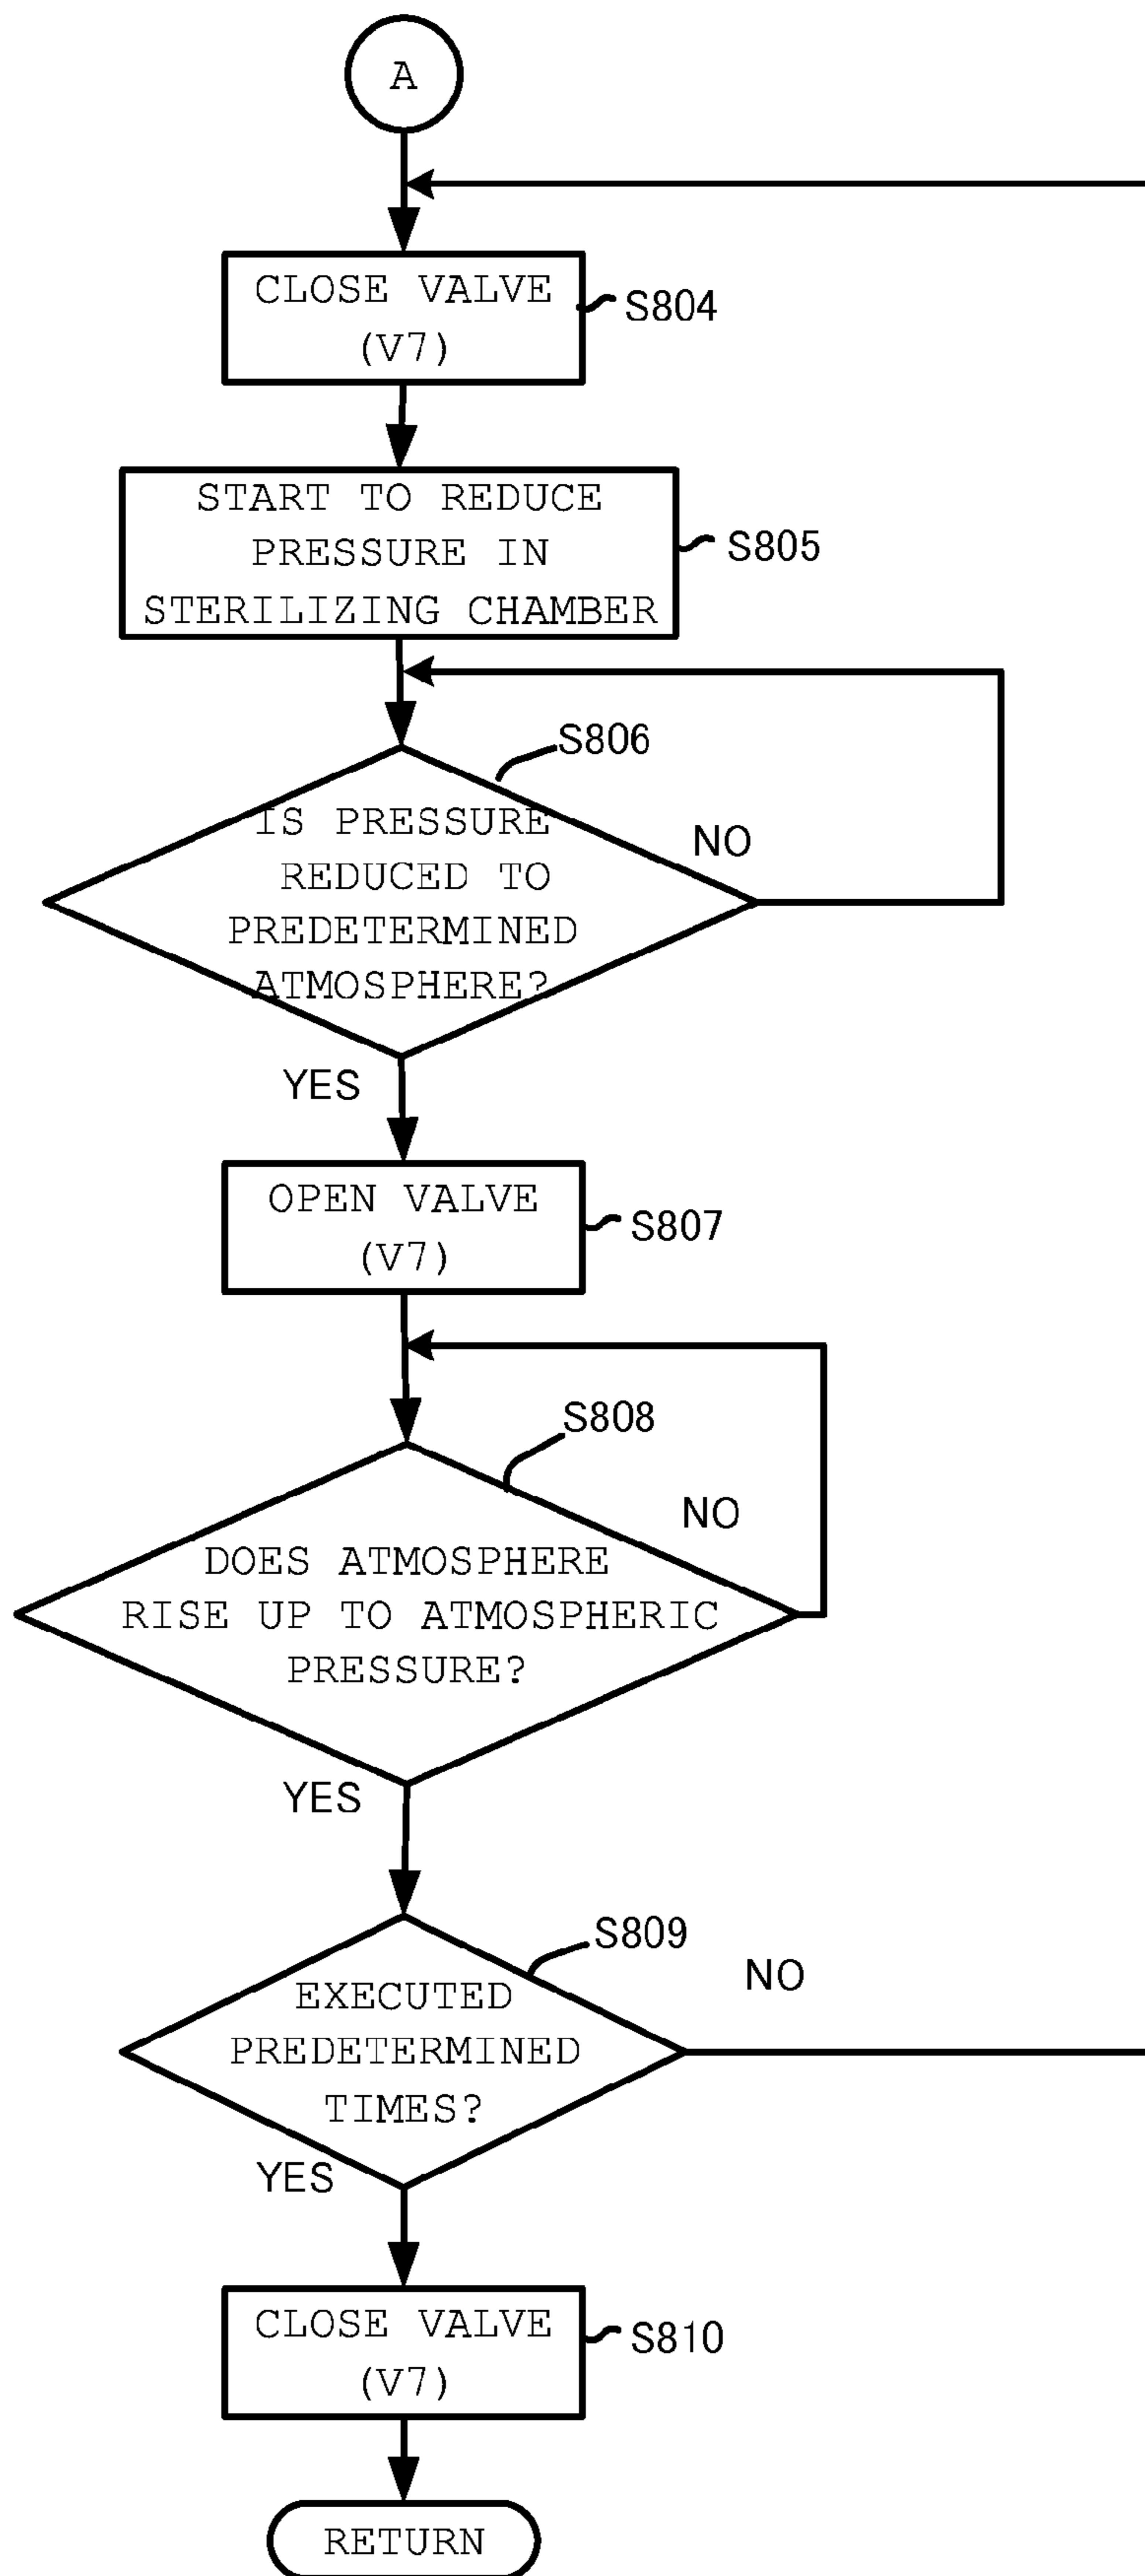 A
CLOSE VALVE
(V7)
S804
START TO REDUCE
PRESSURE IN
STERILIZING CHAMBER
S805
S806
IS PRESSURE
REDUCED TO
PREDETERMINED
ATMOSPHERE?
NO
YES
OPEN VALVE
(V7)
S807
S808
NO
DOES ATMOSPHERE
RISE UP TO ATMOSPHERIC
PRESSURE?
YES
S809
NO
EXECUTED
PREDETERMINED
TIMES?
YES
CLOSE VALVE
(V7)
S810
RETURN